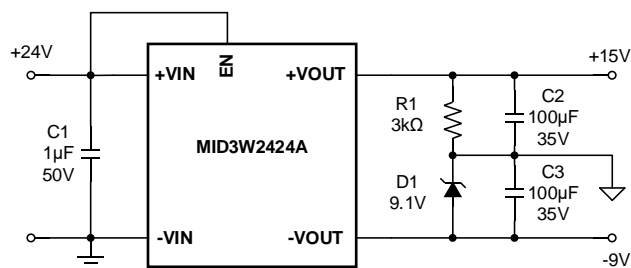 +24V
+15V
EN
+VIN
+VOUT
C1
1µF
50V
MID3W2424A
R1
3kΩ
C2
100µF
35V
D1
9.1V
C3
100µF
35V
-VIN
-VOUT
-9V